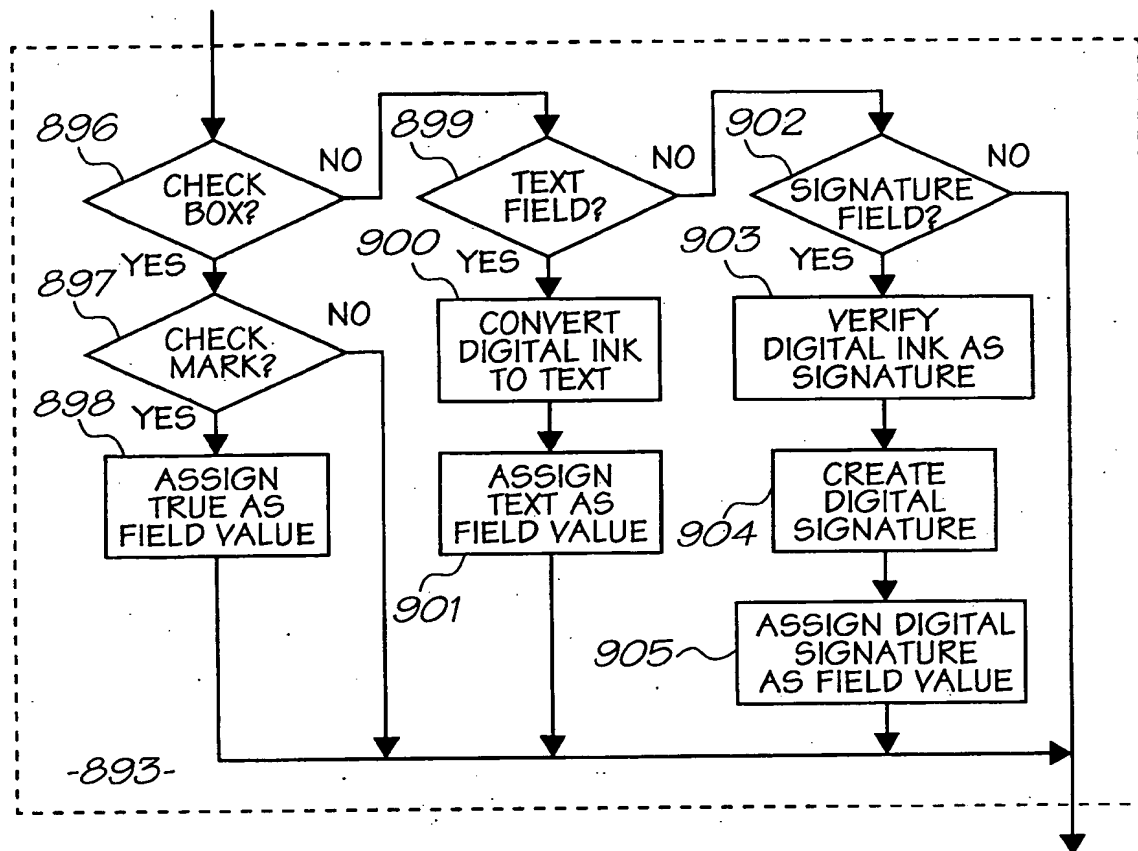 896
CHECK
BOX?
NO
YES
897
CHECK
MARK?
NO
YES
898
ASSIGN
TRUE AS
FIELD VALUE
899
TEXT
FIELD?
NO
YES
900
CONVERT
DIGITAL INK
TO TEXT
ASSIGN
TEXT AS
FIELD VALUE
901
902
SIGNATURE
FIELD?
NO
YES
903
VERIFY
DIGITAL INK AS
SIGNATURE
CREATE
DIGITAL
SIGNATURE
904
ASSIGN DIGITAL
SIGNATURE
AS FIELD VALUE
905
-893-